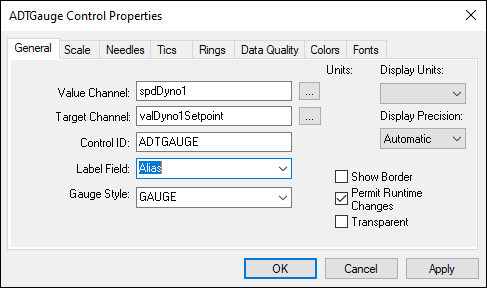 ADTGauge Control Properties
General Scale Needles Tics Rings Data Quality Colors Fonts
Units: Display Units:
Value Channel: spdDyno1 ...
Target Channel: valDyno1Setpoint ...
Display Precision:
Control ID: ADTGAUGE Automatic
Label Field: Alias
Show Border
Gauge Style: GAUGE
Permit Runtime
Changes
Transparent
OK Cancel Apply